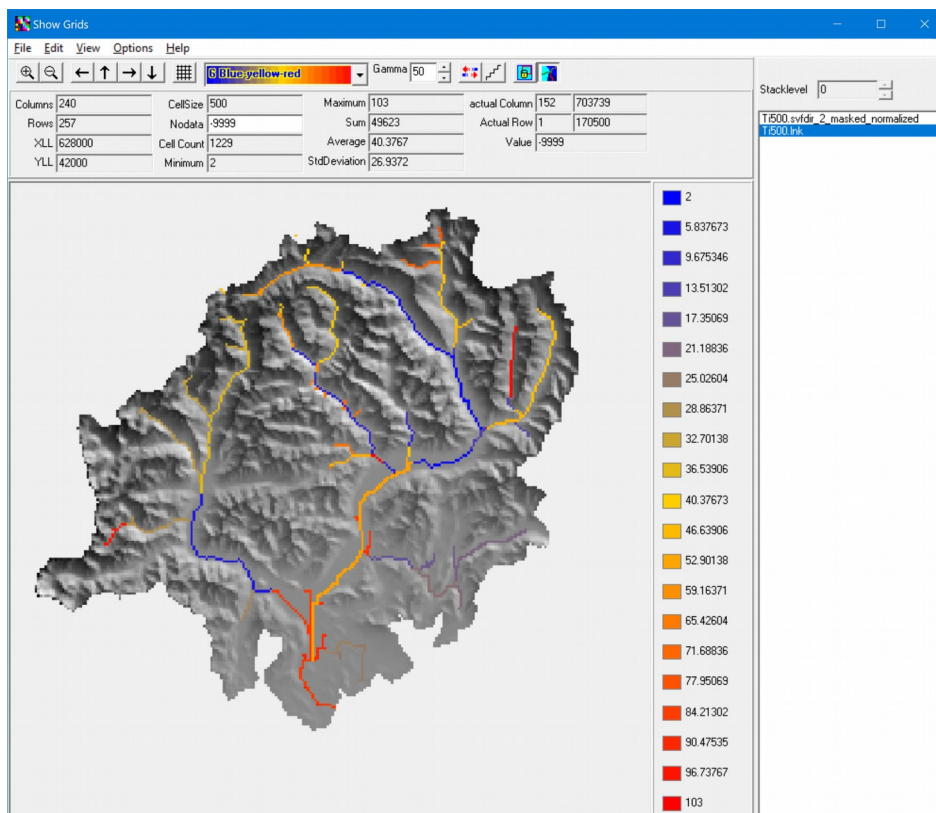 Show Grids
File Edit View Options Help
6 Blue-yellow-red Gamma 50
Columns 240 CellSize 500 Maximum 103 actual Column 152 703739
Rows 257 Nodata -9999 Sum 49623 Actual Row 1 170500
XLL 628000 Cell Count 1229 Average 40.3767 Value -9999
YLL 42000 Minimum 2 StdDeviation 26.9372
Stacklevel 0
Ti500.svfdir_2_masked_normalized
Ti500.lnk
2
5.837673
9.675346
13.51302
17.35069
21.18836
25.02604
28.86371
32.70138
36.53906
40.37673
46.63906
52.90138
59.16371
65.42604
71.68836
77.95069
84.21302
90.47535
96.73767
103